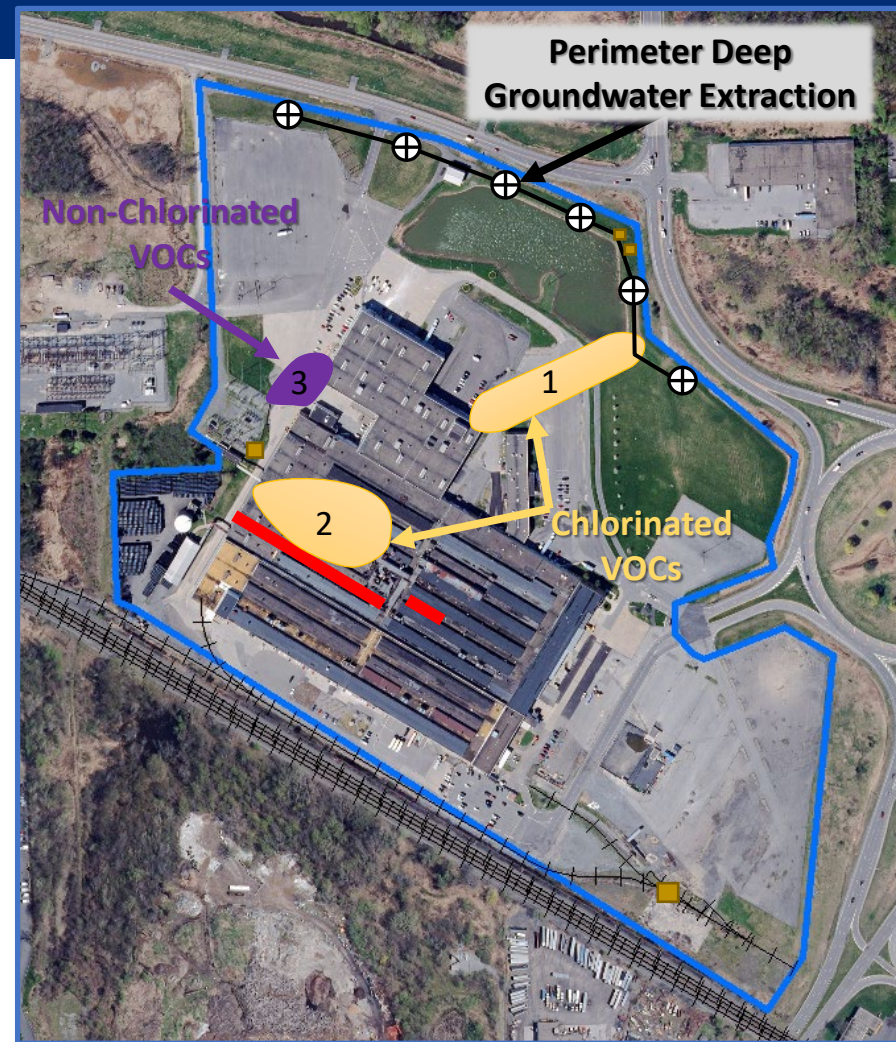 Perimeter Deep
Groundwater Extraction
Non-Chlorinated
VOCs
3
1
2
Chlorinated
VOCs